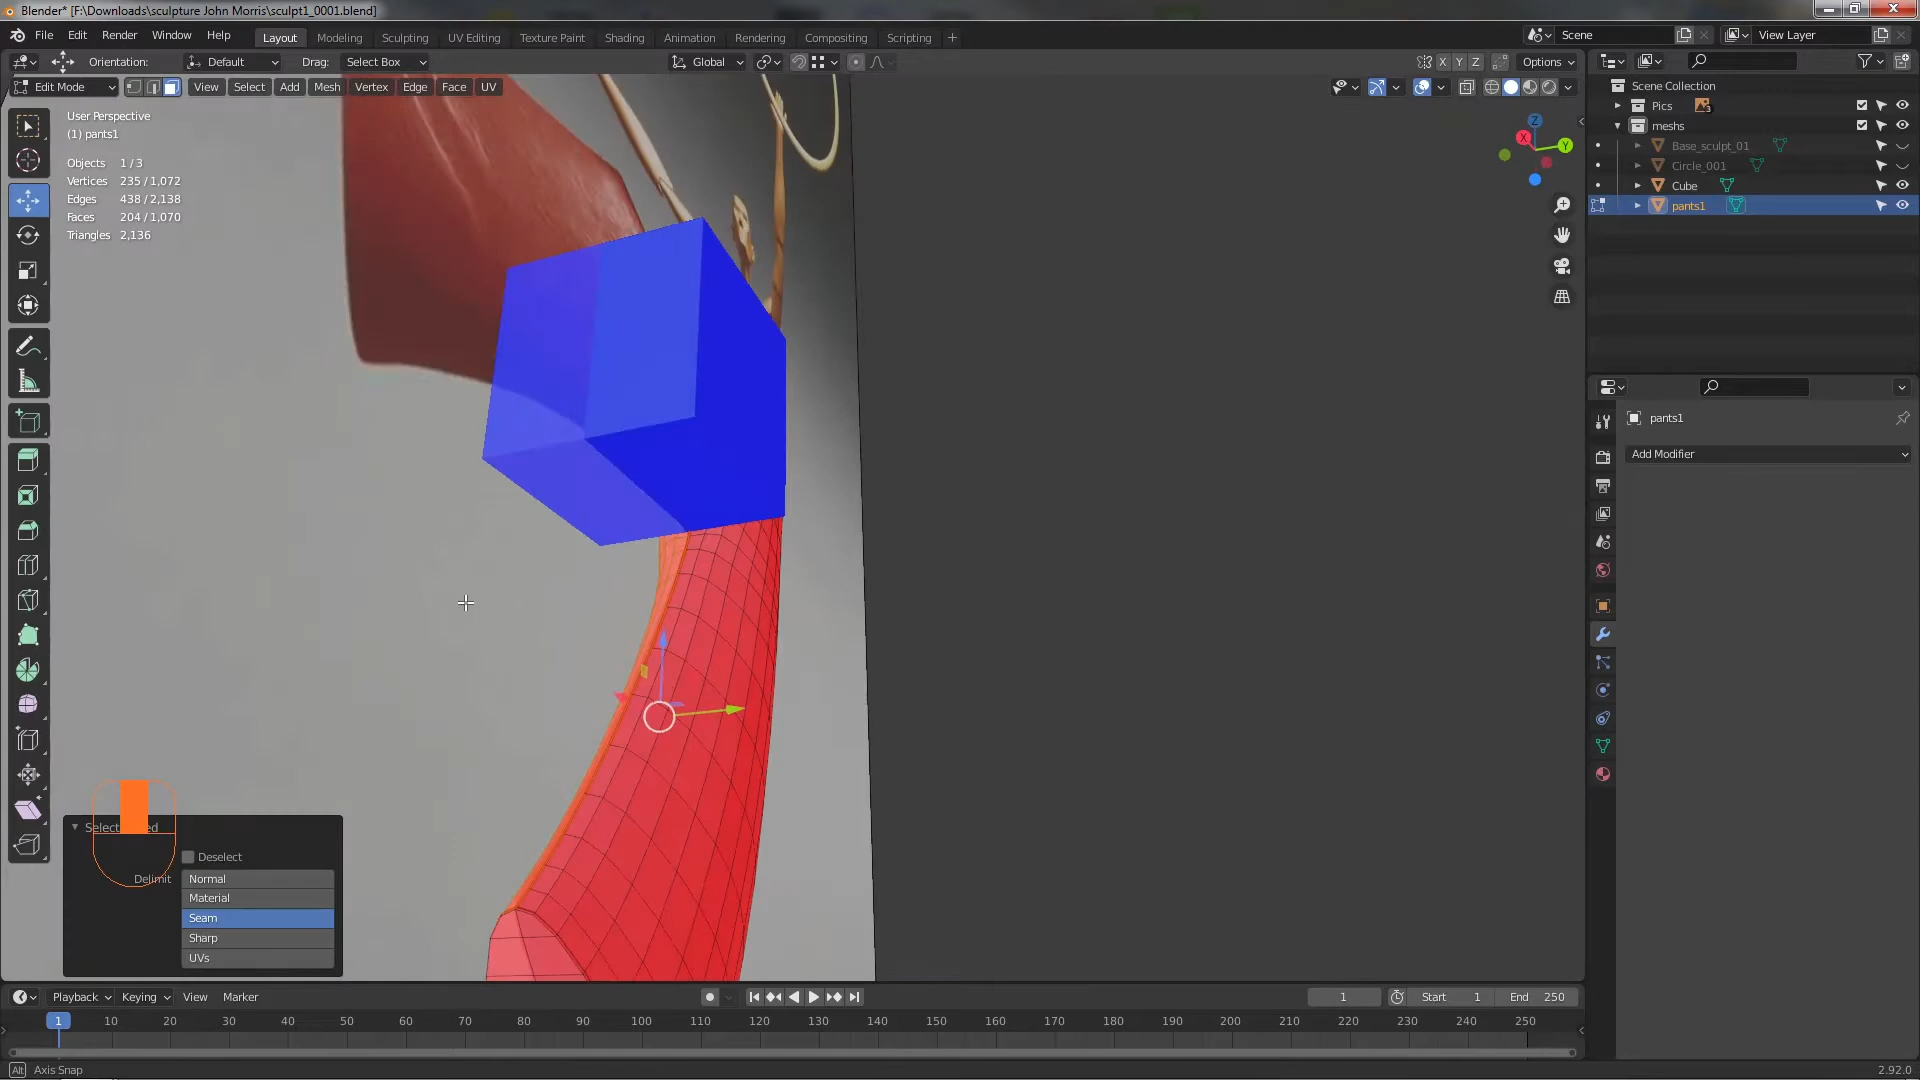 Blender* [F:\Downloads\sculpture John Morris\sculpt1_0001.blend]
File Edit Render Window Help Layout Modeling Sculpting UV Editing Texture Paint Shading Animation Rendering Compositing Scripting + Scene View Layer
Orientation: Default Drag: Select Box Global X Y Z Options
Edit Mode View Select Add Mesh Vertex Edge Face UV
User Perspective
(1) pants1
Objects 1 / 3
Vertices 235 / 1,072
Edges 438 / 2,138
Faces 204 / 1,070
Triangles 2,136
Z
X
Y
Scene Collection
Pics 3
meshs
Base_sculpt_01
Circle_001
Cube
pants1
pants1
Add Modifier
Deselect
Delimit Normal
Material
Seam
Sharp
UVs
Playback Keying View Marker 1 Start 1 End 250
1 10 20 30 40 50 60 70 80 90 100 110 120 130 140 150 160 170 180 190 200 210 220 230 240 250
Alt Axis Snap 2.92.0